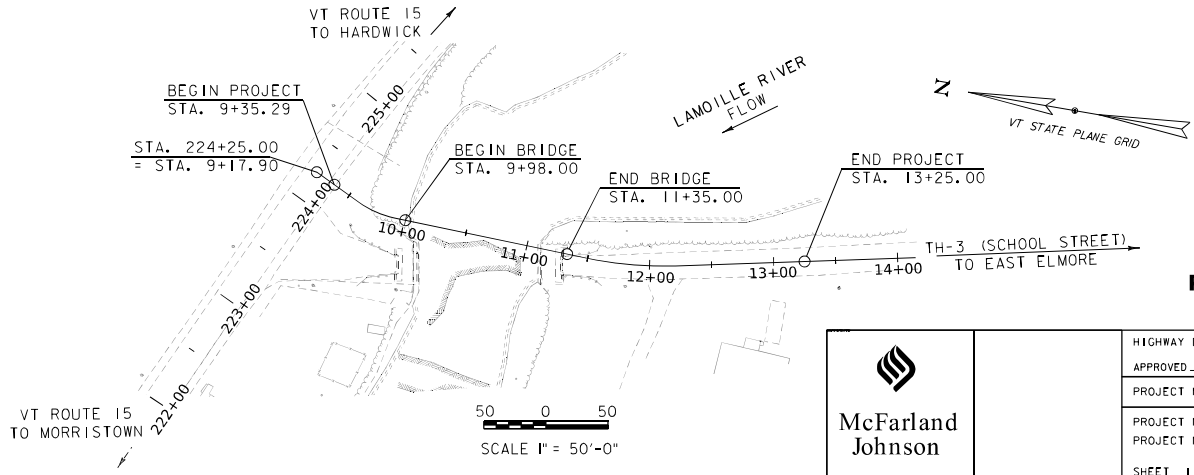 VT ROUTE 15
TO HARDWICK
BEGIN PROJECT
STA. 9+35.29
STA. 224+25.00
= STA. 9+17.90
225+00
224+00
223+00
222+00
VT ROUTE 15
TO MORRISTOWN
BEGIN BRIDGE
STA. 9+98.00
10+00
11+00
12+00
13+00
14+00
END BRIDGE
STA. 11+35.00
LAMOILLE RIVER
FLOW
END PROJECT
STA. 13+25.00
N
VT STATE PLANE GRID
TH-3 (SCHOOL STREET)
TO EAST ELMORE
50 0 50
SCALE 1" = 50'-0"
McFarland
Johnson
HIGHWAY
APPROVED
PROJECT
PROJECT
PROJECT
SHEET 1